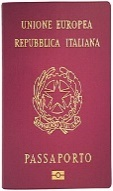 UNIONE EUROPEA
REPUBBLICA ITALIANA
PASSAPORTO